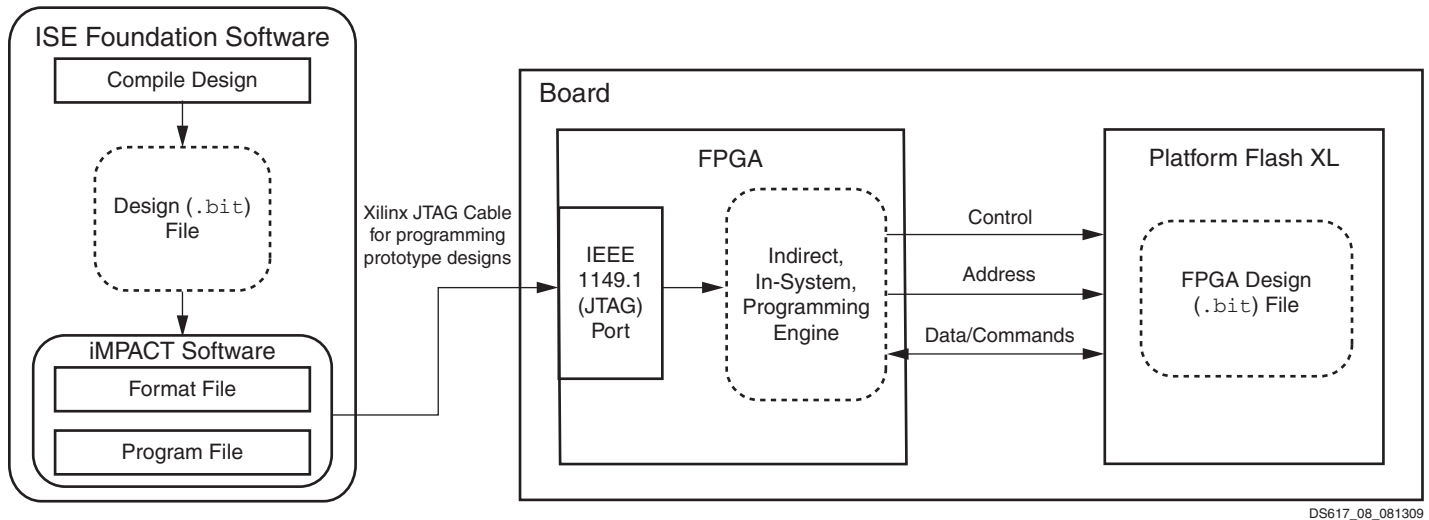 ISE Foundation Software
Compile Design
Design (.bit)
File
iMPACT Software
Format File
Program File
Xilinx JTAG Cable
for programming
prototype designs
Board
FPGA
IEEE
1149.1
(JTAG)
Port
Indirect,
In-System,
Programming
Engine
Control
Address
Data/Commands
Platform Flash XL
FPGA Design
(.bit) File
DS617_08_081309